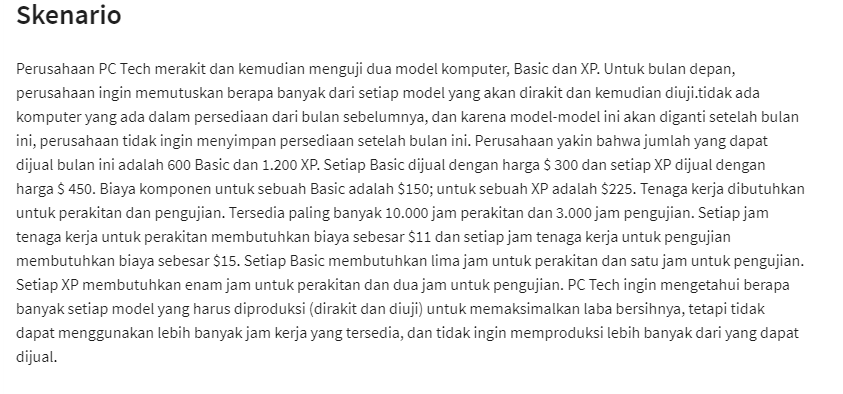 Skenario
Perusahaan PC Tech merakit dan kemudian menguji dua model komputer, Basic dan XP. Untuk bulan depan,
perusahaan ingin memutuskan berapa banyak dari setiap model yang akan dirakit dan kemudian diuji.tidak ada
komputer yang ada dalam persediaan dari bulan sebelumnya, dan karena model-model ini akan diganti setelah bulan
ini, perusahaan tidak ingin menyimpan persediaan setelah bulan ini. Perusahaan yakin bahwa jumlah yang dapat
dijual bulan ini adalah 600 Basic dan 1.200 XP. Setiap Basic dijual dengan harga $ 300 dan setiap XP dijual dengan
harga $ 450. Biaya komponen untuk sebuah Basic adalah $150; untuk sebuah XP adalah $225. Tenaga kerja dibutuhkan
untuk perakitan dan pengujian. Tersedia paling banyak 10.000 jam perakitan dan 3.000 jam pengujian. Setiap jam
tenaga kerja untuk perakitan membutuhkan biaya sebesar $11 dan setiap jam tenaga kerja untuk pengujian
membutuhkan biaya sebesar $15. Setiap Basic membutuhkan lima jam untuk perakitan dan satu jam untuk pengujian.
Setiap XP membutuhkan enam jam untuk perakitan dan dua jam untuk pengujian. PC Tech ingin mengetahui berapa
banyak setiap model yang harus diproduksi (dirakit dan diuji) untuk memaksimalkan laba bersihnya, tetapi tidak
dapat menggunakan lebih banyak jam kerja yang tersedia, dan tidak ingin memproduksi lebih banyak dari yang dapat
dijual.